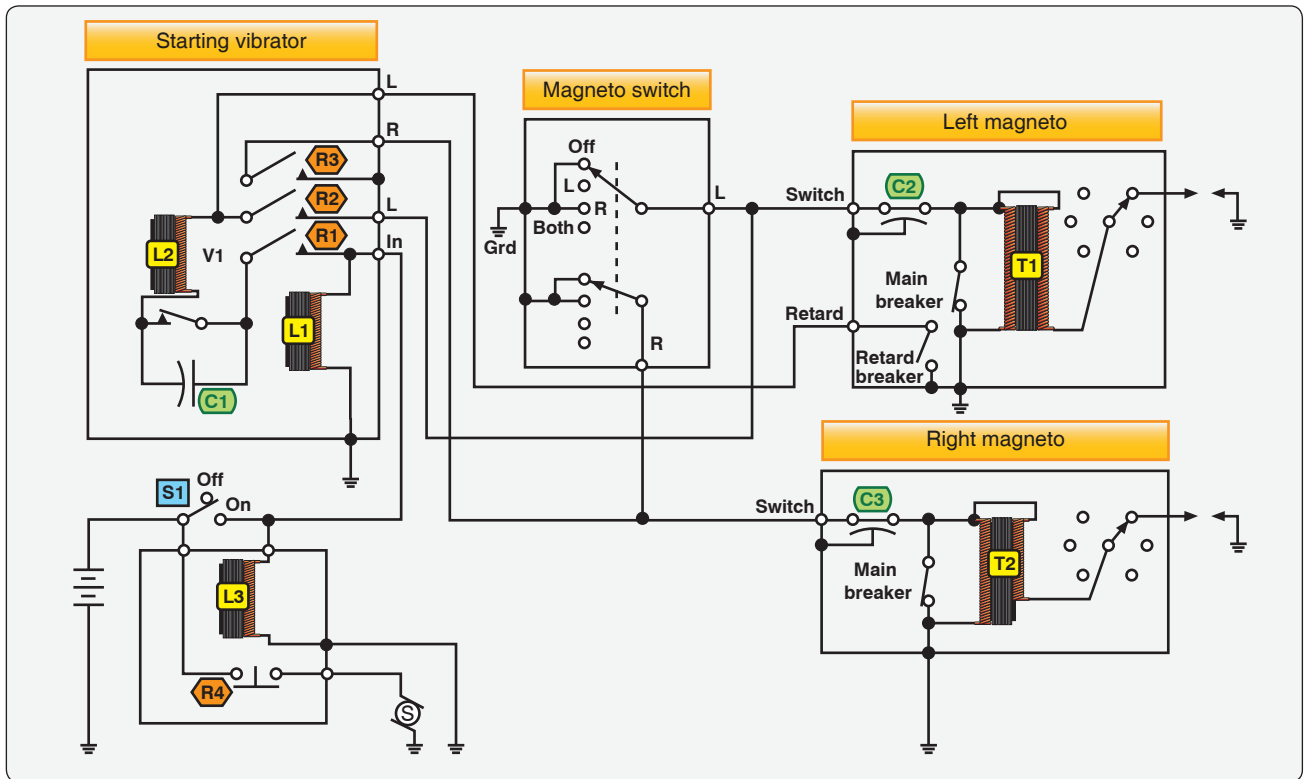 Starting vibrator
L
R
R3
R2
L
R1
In
L2
V1
L1
C1
Magneto switch
Off
L
R
Both
Grd
L
R
Left magneto
Switch
C2
T1
Main
breaker
Retard
Retard
breaker
Right magneto
Switch
C3
T2
Main
breaker
S1
Off
On
L3
R4
S